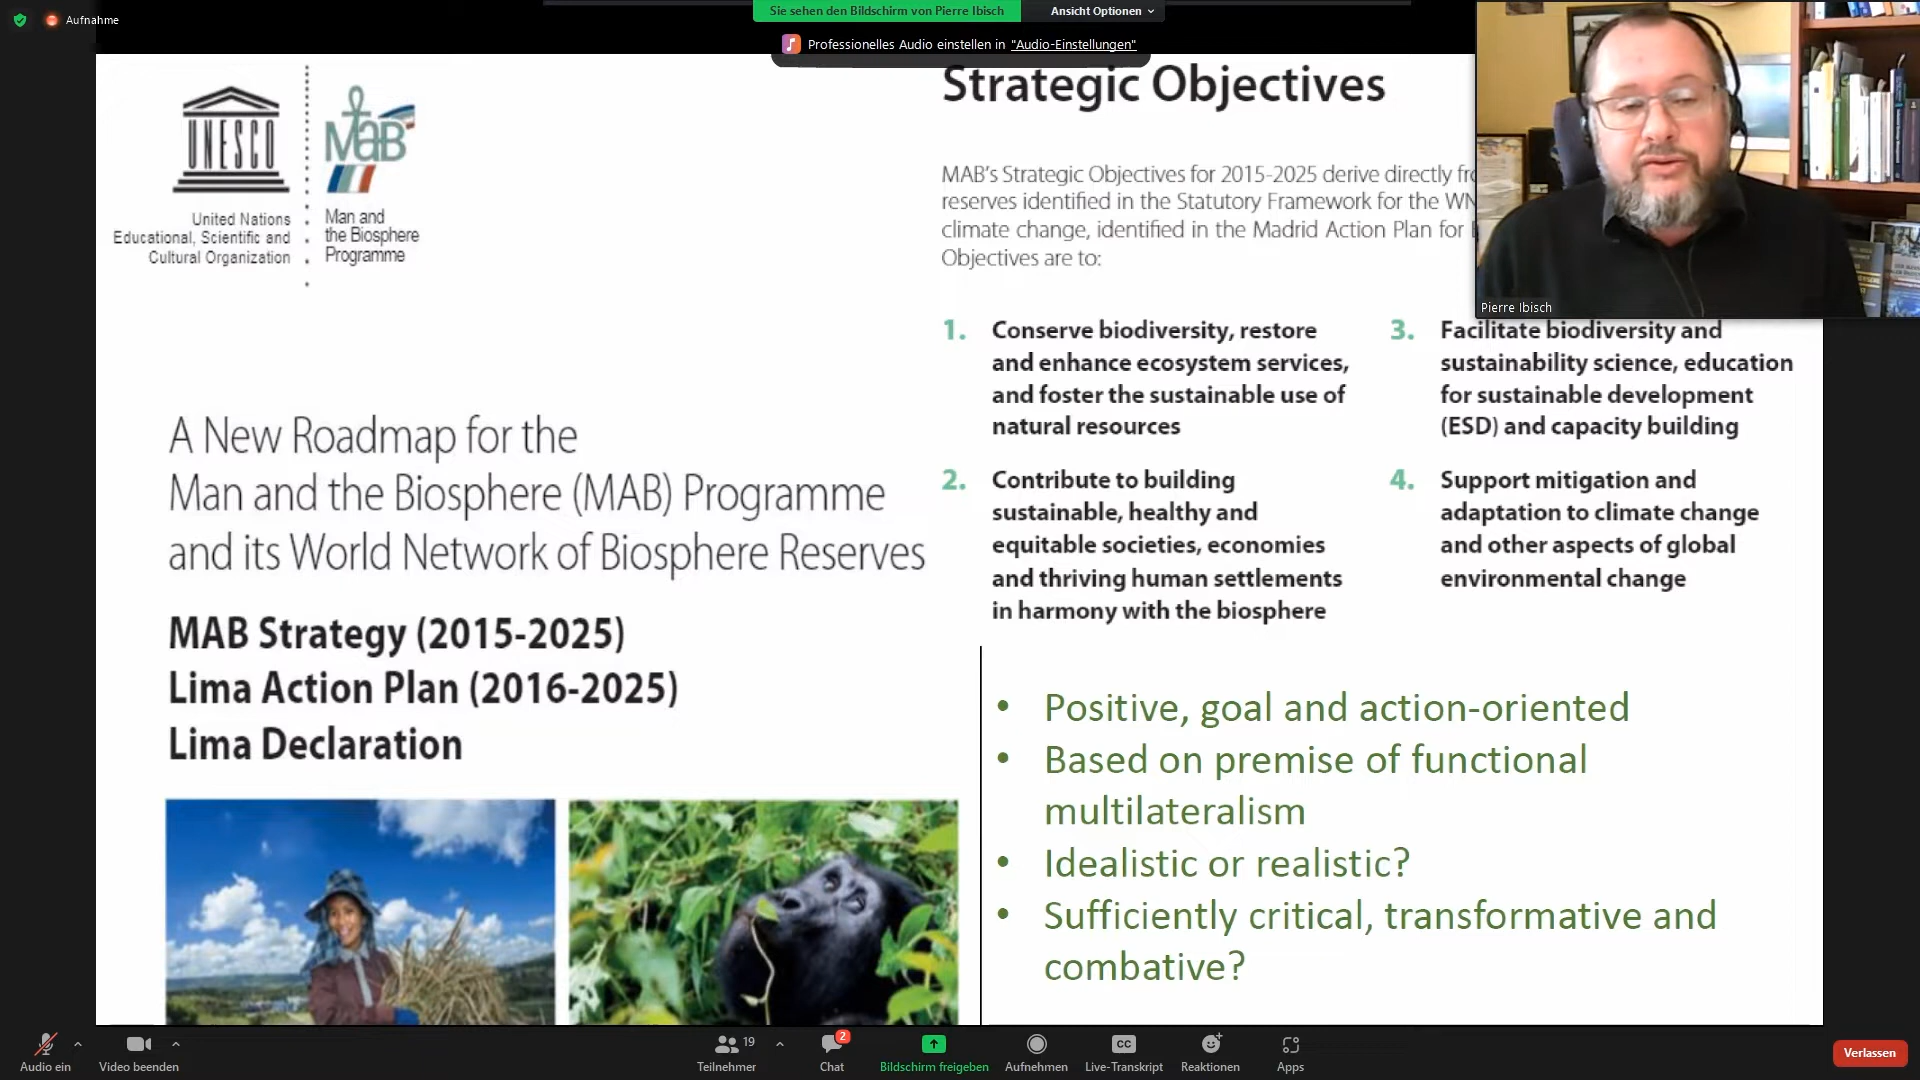 Aufnahme
Sie sehen den Bildschirm von Pierre Ibisch
Ansicht Optionen
Professionelles Audio einstellen in "Audio-Einstellungen"
UNESCO
MaB
United Nations
Educational, Scientific and
Cultural Organization
Man and
the Biosphere
Programme
A New Roadmap for the
Man and the Biosphere (MAB) Programme
and its World Network of Biosphere Reserves
MAB Strategy (2015-2025)
Lima Action Plan (2016-2025)
Lima Declaration
Strategic Objectives
MAB's Strategic Objectives for 2015-2025 derive directly
reserves identified in the Statutory Framework for the
climate change, identified in the Madrid Action Plan for
Objectives are to:
1. Conserve biodiversity, restore
and enhance ecosystem services,
and foster the sustainable use of
natural resources
2. Contribute to building
sustainable, healthy and
equitable societies, economies
and thriving human settlements
in harmony with the biosphere
3. Facilitate biodiversity and
sustainability science, education
for sustainable development
(ESD) and capacity building
4. Support mitigation and
adaptation to climate change
and other aspects of global
environmental change
• Positive, goal and action-oriented
• Based on premise of functional
multilateralism
• Idealistic or realistic?
• Sufficiently critical, transformative and
combative?
Pierre Ibisch
Audio ein
Video beenden
19
Teilnehmer
2
Chat
Bildschirm freigeben
Aufnehmen
CC
Live-Transkript
Reaktionen
Apps
Verlassen